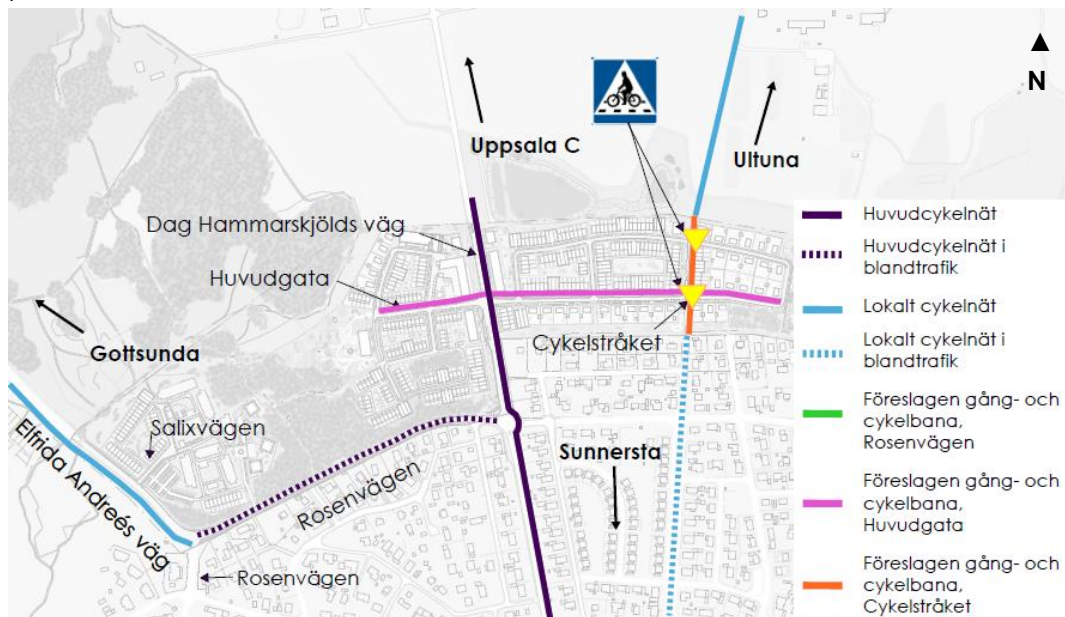 ▲
N
Uppsala C
Ultuna
Dag Hammarskjölds väg
Huvudgata
Cykelstråket
Gottsunda
Salixvägen
Elfrida Andreés väg
Rosenvägen
Sunnersta
Rosenvägen
Huvudcykelnät
Huvudcykelnät i
blandtrafik
Lokalt cykelnät
Lokalt cykelnät i
blandtrafik
Föreslagen gång- och
cykelbana,
Rosenvägen
Föreslagen gång- och
cykelbana,
Huvudgata
Föreslagen gång- och
cykelbana,
Cykelstråket